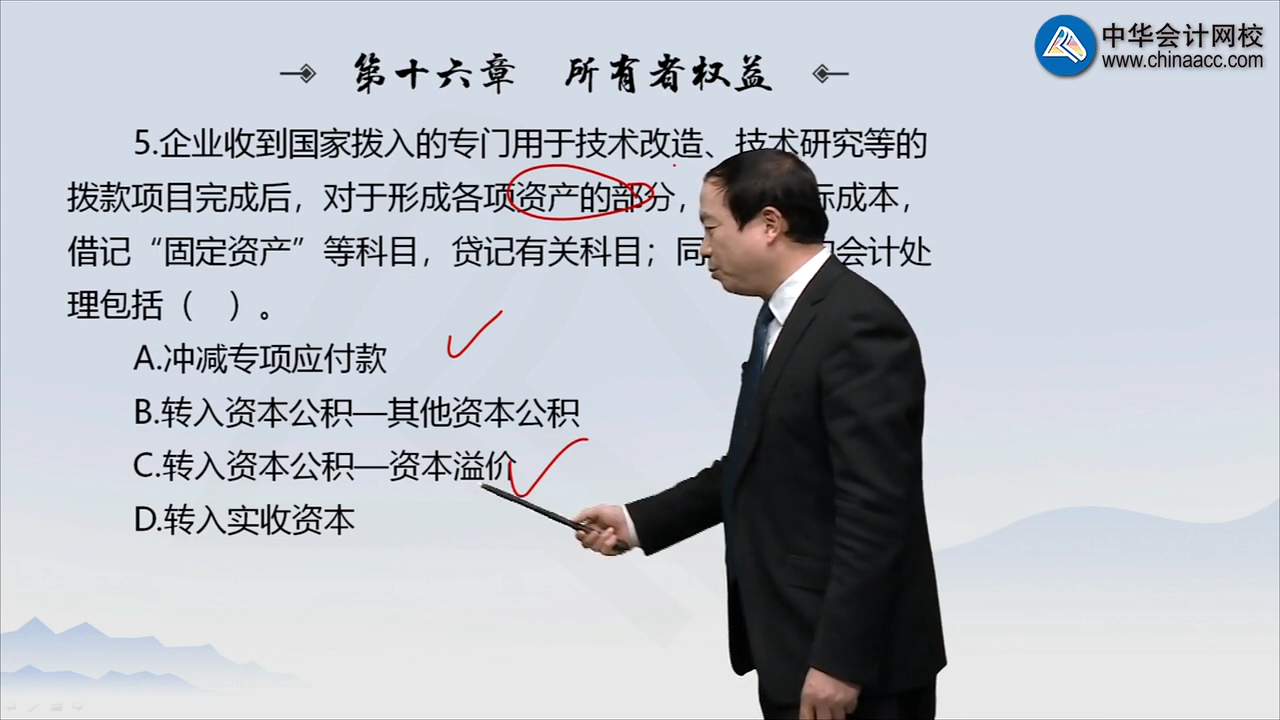 中华会计网校
www.chinaacc.com
第十六章 所有者权益
5.企业收到国家拨入的专门用于技术改造、技术研究等的
拨款项目完成后，对于形成各项资产的部分，标成本，
借记“固定资产”等科目，贷记有关科目；同会计处
理包括（ ）。
A.冲减专项应付款
B.转入资本公积—其他资本公积
C.转入资本公积—资本溢价
D.转入实收资本